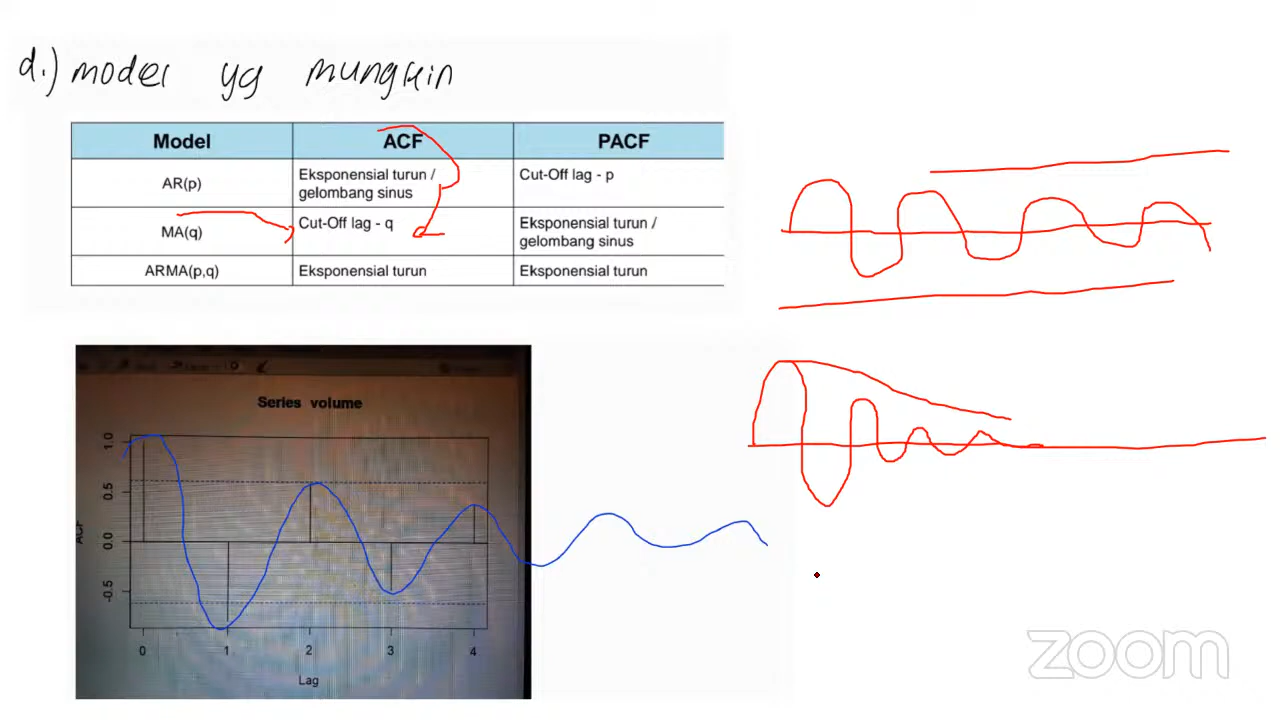 d.) model yg mungkin
Model ACF PACF
AR(p) Eksponensial turun / gelombang sinus Cut-Off lag - p
MA(q) Cut-Off lag - q Eksponensial turun / gelombang sinus
ARMA(p,q) Eksponensial turun Eksponensial turun
Series volume
ACF
1.0
0.5
0.0
-0.5
0 1 2 3 4
Lag
zoom